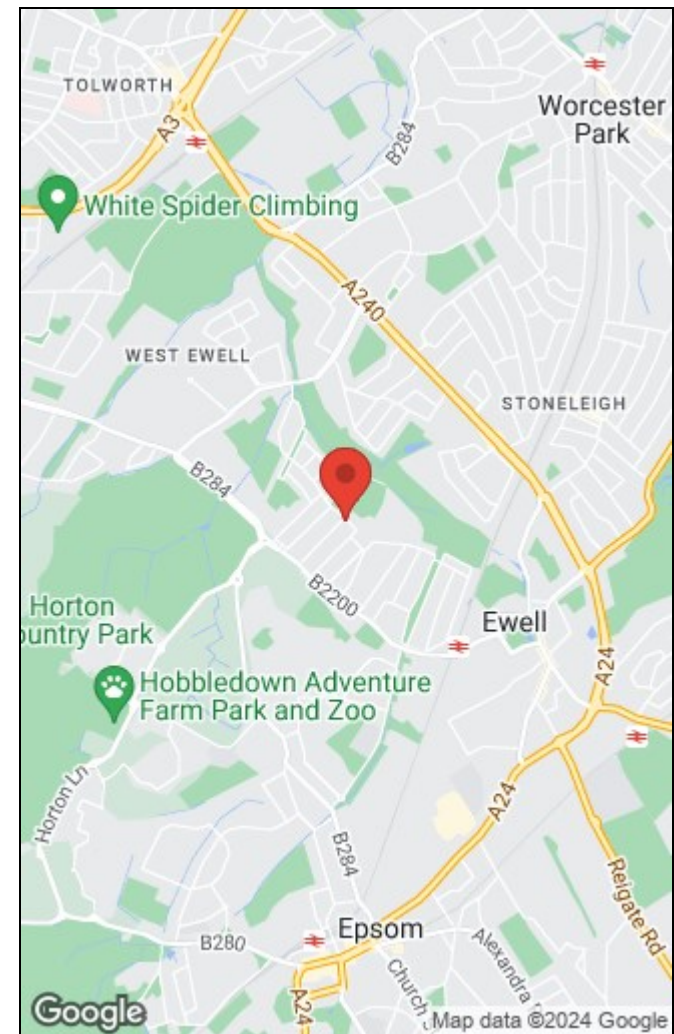 TOLWORTH
A3
B284
Worcester
Park
White Spider Climbing
A240
WEST EWELL
STONELEIGH
B284
B2200
Horton
ountry Park
Ewell
Hobbledown Adventure
Farm Park and Zoo
A24
Horton Ln
A24
B284
Reigate Rd
Epsom
B280
Church
Alexandra
A24
Google
Map data ©2024 Google